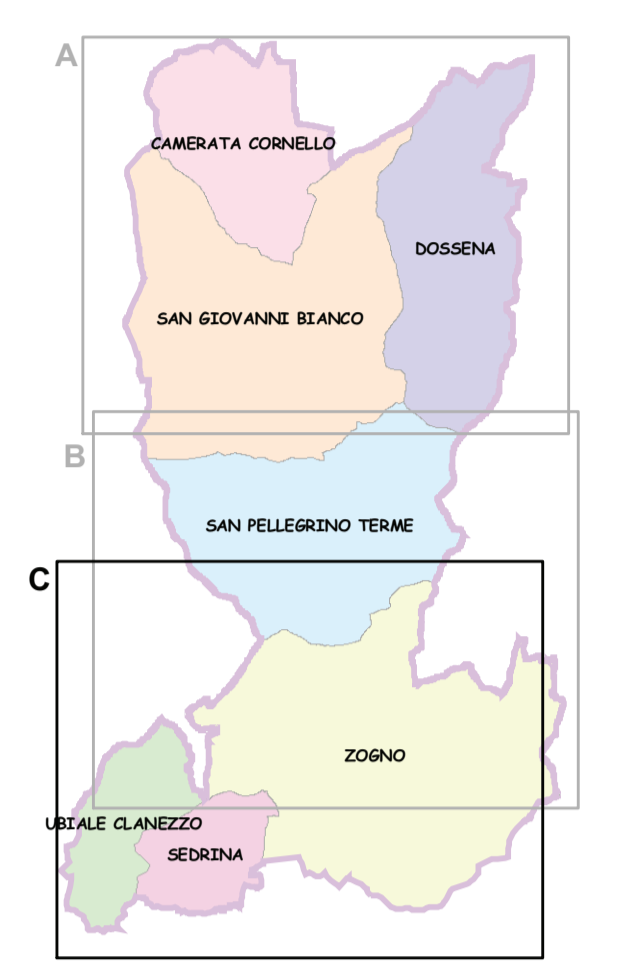 A
CAMERATA CORNELLO
DOSSENA
SAN GIOVANNI BIANCO
B
SAN PELLEGRINO TERME
C
ZOGNO
UBIALE CLANEZZO
SEDRINA